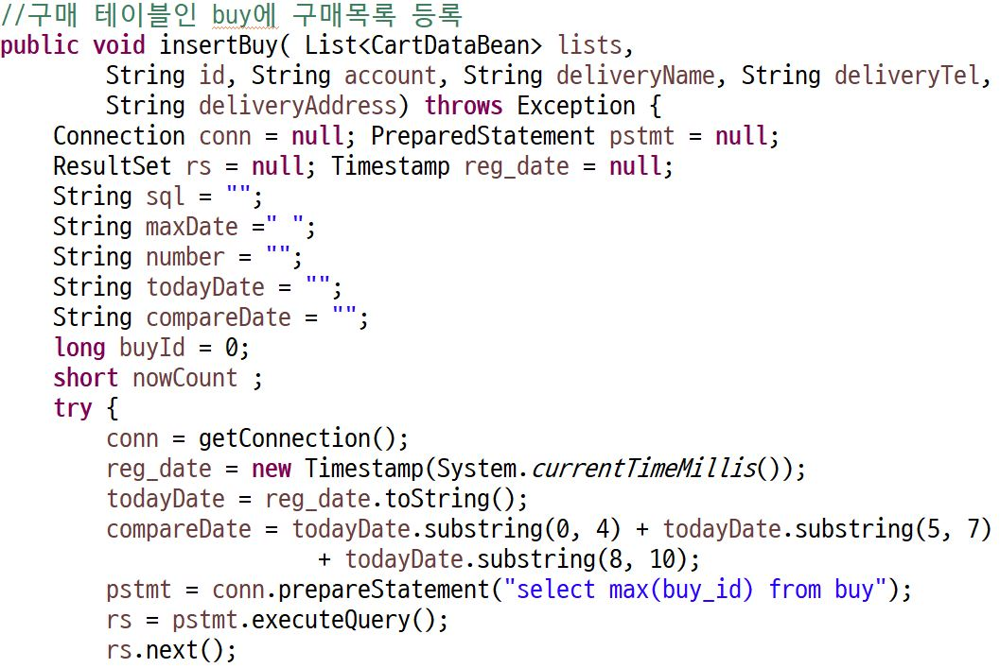 //구매 테이블인 buy에 구매목록 등록
public void insertBuy( List<CartDataBean> lists,
        String id, String account, String deliveryName, String deliveryTel,
        String deliveryAddress) throws Exception {
    Connection conn = null; PreparedStatement pstmt = null;
    ResultSet rs = null; Timestamp reg_date = null;
    String sql = "";
    String maxDate =" ";
    String number = "";
    String todayDate = "";
    String compareDate = "";
    long buyId = 0;
    short nowCount ;
    try {
        conn = getConnection();
        reg_date = new Timestamp(System.currentTimeMillis());
        todayDate = reg_date.toString();
        compareDate = todayDate.substring(0, 4) + todayDate.substring(5, 7)
                        + todayDate.substring(8, 10);
        pstmt = conn.prepareStatement("select max(buy_id) from buy");
        rs = pstmt.executeQuery();
        rs.next();